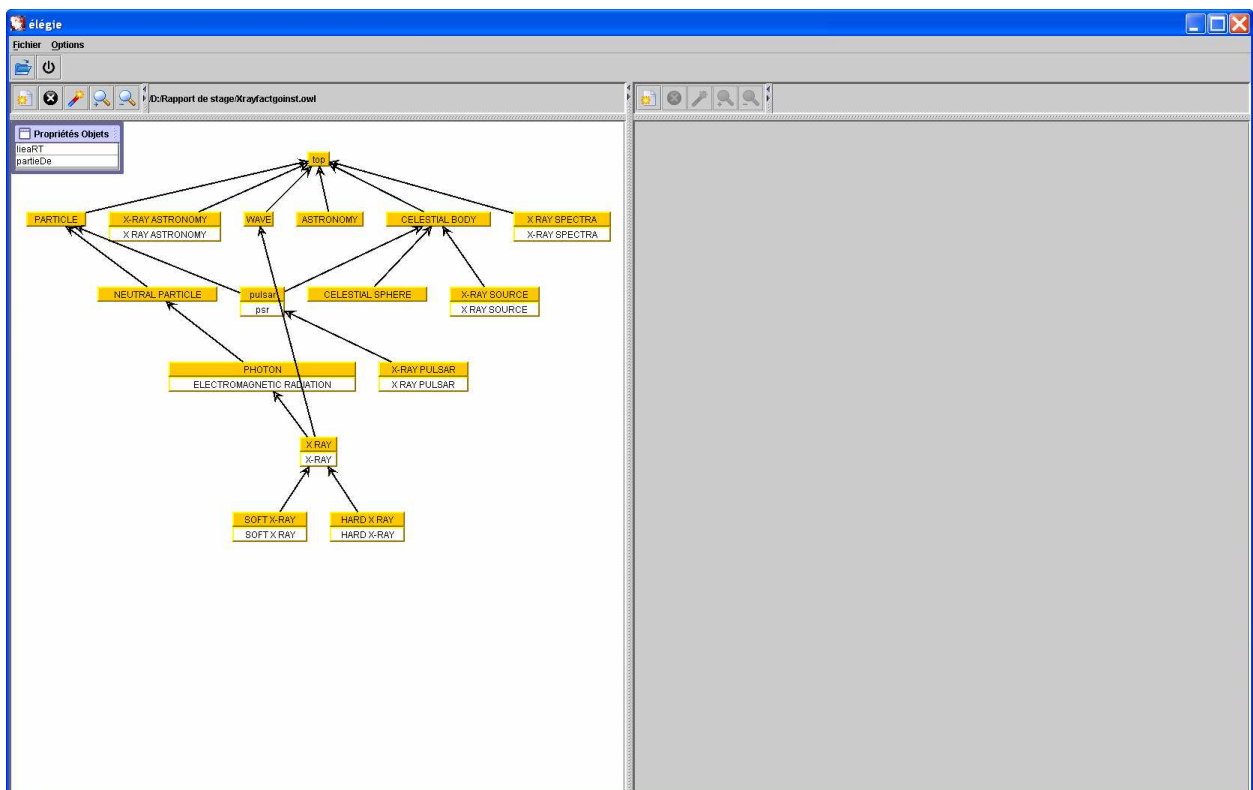 élégie
Fichier Options
/D:/Rapport de stage/Xrayfactgoinst.owl
Propriétés Objets
lieaRT
partieDe
top
PARTICLE X-RAY ASTRONOMY WAVE ASTRONOMY CELESTIAL BODY X RAY SPECTRA
X RAY ASTRONOMY X-RAY SPECTRA
NEUTRAL PARTICLE pulsar CELESTIAL SPHERE X-RAY SOURCE
psr X RAY SOURCE
PHOTON X-RAY PULSAR
ELECTROMAGNETIC RADIATION X RAY PULSAR
X RAY
X-RAY
SOFT X-RAY HARD X RAY
SOFT X RAY HARD X-RAY